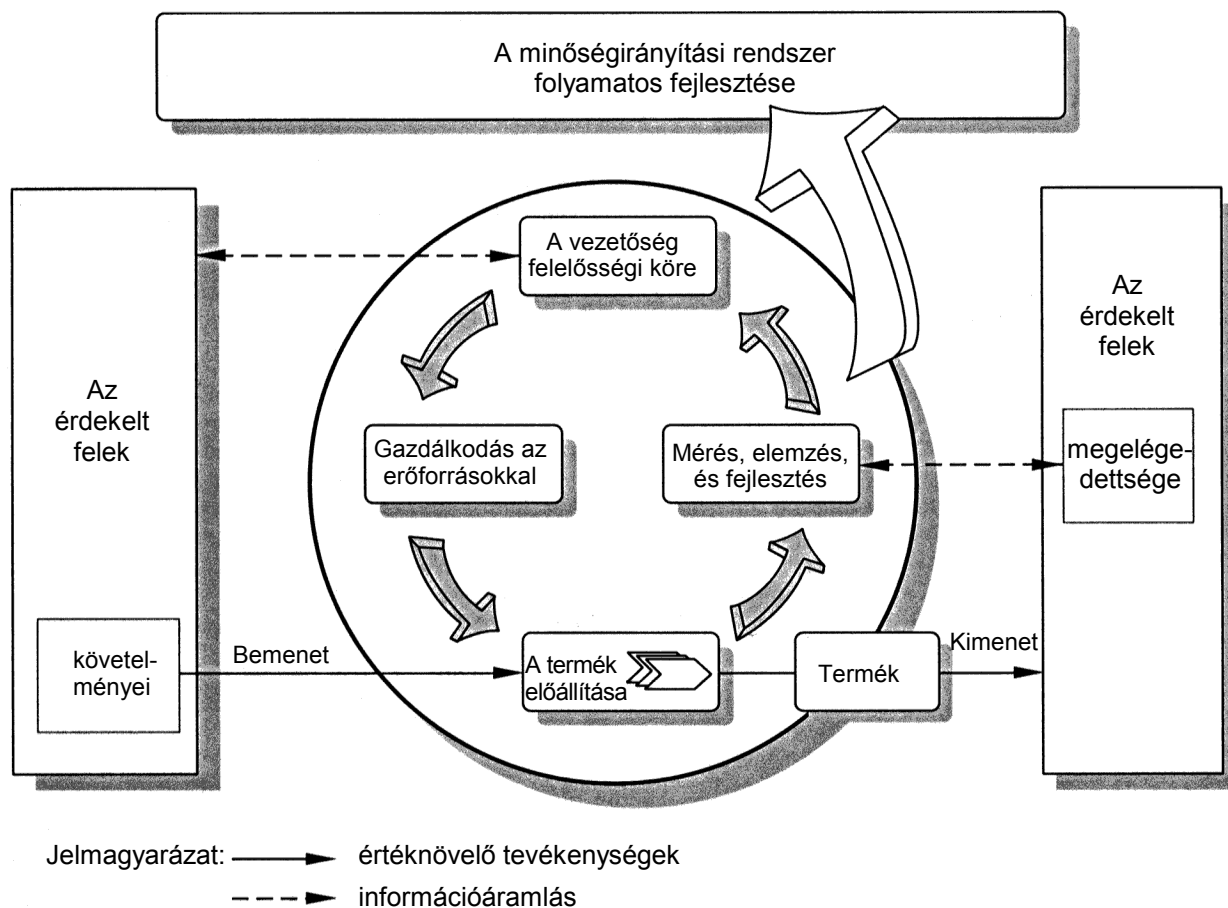 A minőségirányítási rendszer
folyamatos fejlesztése
A vezetőség
felelősségi köre
Az
érdekelt
felek
Az
érdekelt
felek
Gazdálkodás az
erőforrásokkal
Mérés, elemzés,
és fejlesztés
megelége-
dettsége
követel-
ményei
Bemenet
A termék
előállítása
Termék
Kimenet
Jelmagyarázat:
értéknövelő tevékenységek
információáramlás